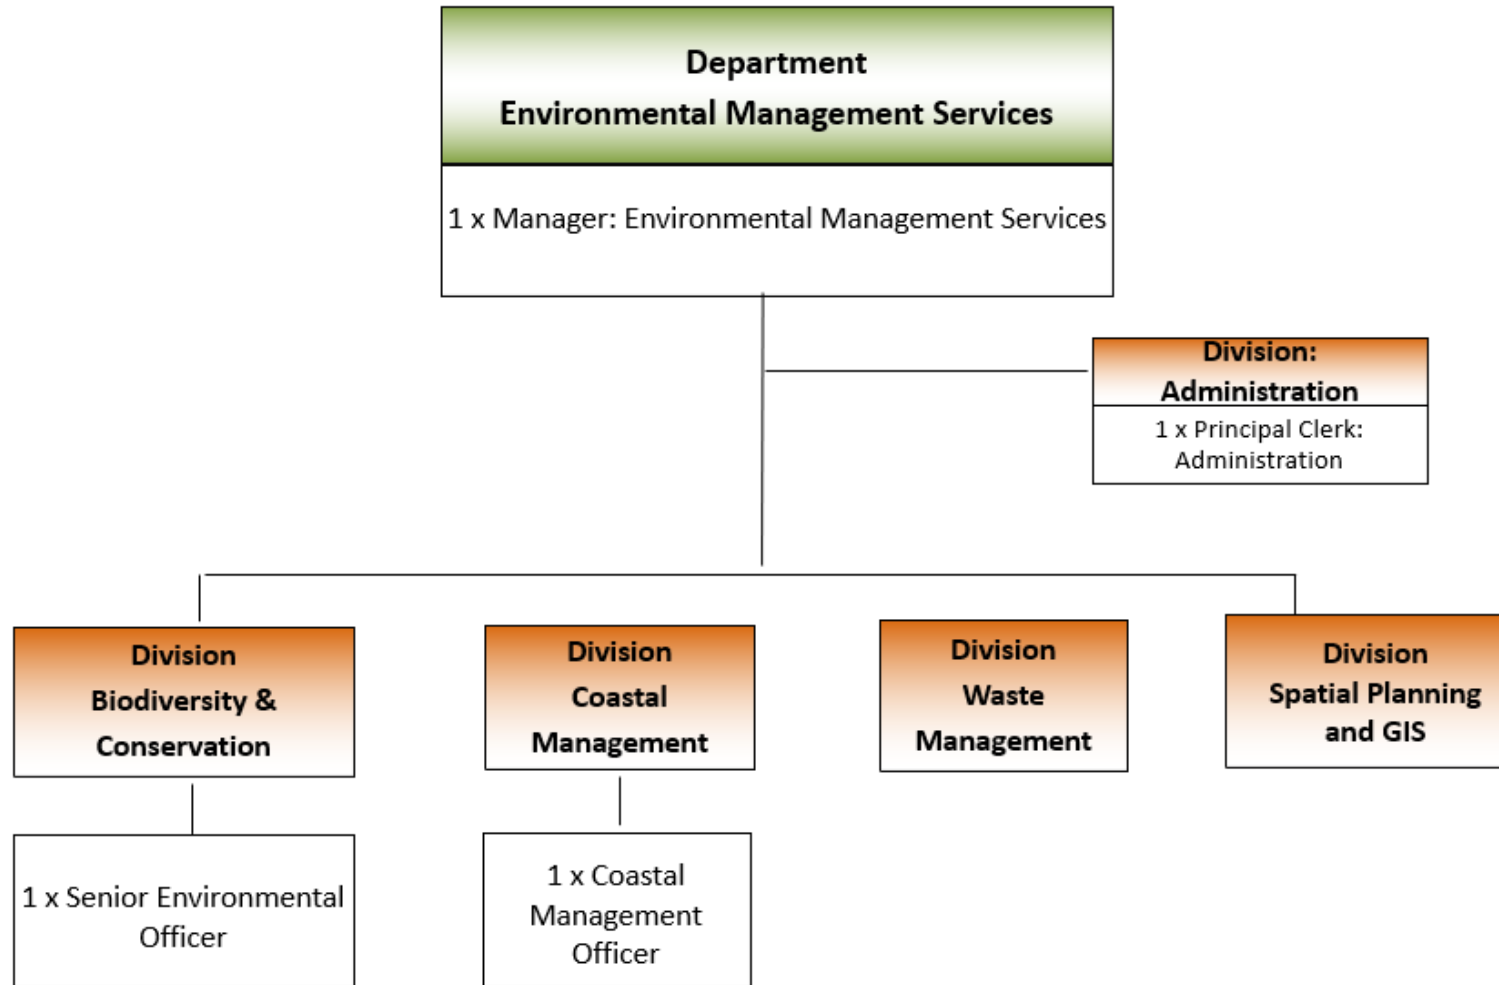 Department
Environmental Management Services
1 x Manager: Environmental Management Services
Division:
Administration
1 x Principal Clerk:
Administration
Division
Biodiversity &
Conservation
Division
Coastal
Management
Division
Waste
Management
Division
Spatial Planning
and GIS
1 x Senior Environmental
Officer
1 x Coastal
Management
Officer